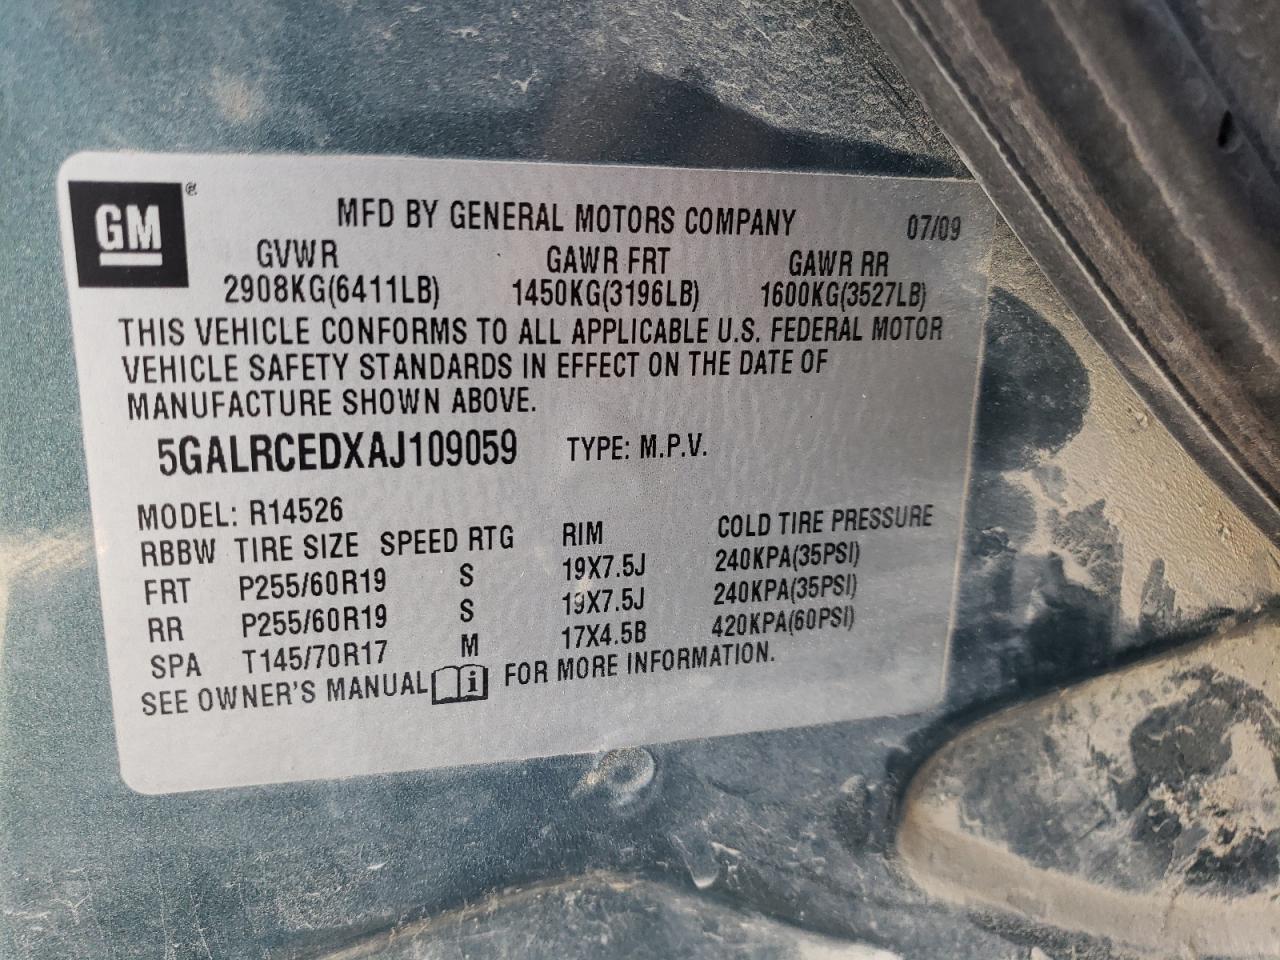 GM ®
MFD BY GENERAL MOTORS COMPANY 07/09
GVWR GAWR FRT GAWR RR
2908KG(6411LB) 1450KG(3196LB) 1600KG(3527LB)
THIS VEHICLE CONFORMS TO ALL APPLICABLE U.S. FEDERAL MOTOR
VEHICLE SAFETY STANDARDS IN EFFECT ON THE DATE OF
MANUFACTURE SHOWN ABOVE.
5GALRCEDXAJ109059 TYPE: M.P.V.
MODEL: R14526
RBBW TIRE SIZE SPEED RTG RIM COLD TIRE PRESSURE
FRT P255/60R19 S 19X7.5J 240KPA(35PSI)
RR P255/60R19 S 19X7.5J 240KPA(35PSI)
SPA T145/70R17 M 17X4.5B 420KPA(60PSI)
SEE OWNER'S MANUAL i FOR MORE INFORMATION.